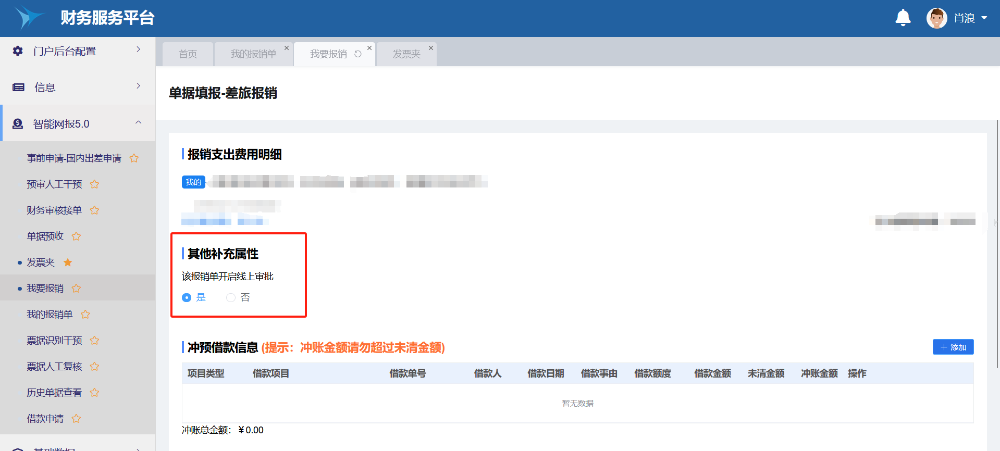 财务服务平台
肖浪
门户后台配置
信息
智能网报5.0
事前申请-国内出差申请
预审人工干预
财务审核接单
单据预收
发票夹
我要报销
我的报销单
票据识别干预
票据人工复核
历史单据查看
借款申请
首页
我的报销单
我要报销
发票夹
单据填报-差旅报销
报销支出费用明细
我的
其他补充属性
该报销单开启线上审批
是 否
冲预借款信息 (提示：冲账金额请勿超过未清金额)
添加
项目类型 借款项目 借款单号 借款人 借款日期 借款事由 借款额度 借款金额 未清金额 冲账金额 操作
暂无数据
冲账总金额： ¥0.00